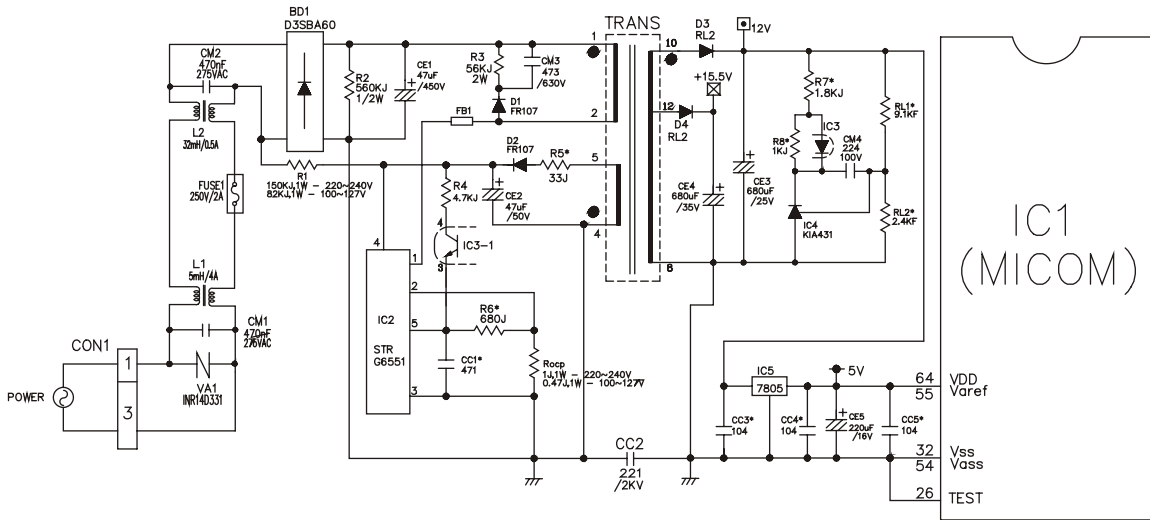 BD1
D3SBA60
TRANS
D3
RL2
12V
CM2
470nF
275VAC
1
10
R2
560KJ
1/2W
CE1
47uF
/450V
R3
56KJ
2W
CM3
473
/630V
D1
FR107
FB1
2
+15.5V
12
D4
RL2
R7*
1.8KJ
RL1*
9.1KF
IC3
R8*
1KJ
CM4
224
100V
L2
32mH/0.5A
FUSE1
250V/2A
R1
150KJ,1W - 220~240V
82KJ,1W - 100~127V
D2
FR107
R5*
33J
5
R4
4.7KJ
CE2
47uF
/50V
4
CE4
680uF
/35V
CE3
680uF
/25V
IC4
KIA431
RL2*
2.4KF
6
4
IC3-1
3
L1
5mH/4A
CM1
470nF
275VAC
4
1
2
IC2
STR
G6551
5
3
R6*
680J
CC1*
471
Rocp
1J,1W - 220~240V
0.47J,1W - 100~127V
CON1
1
3
POWER
VA1
INR14D331
CC2
221
/2KV
IC5
7805
5V
CC3*
104
CC4*
104
CE5
220uF
/16V
CC5*
104
IC1
(MICOM)
64
VDD
55
Varef
32
Vss
54
Vass
26
TEST